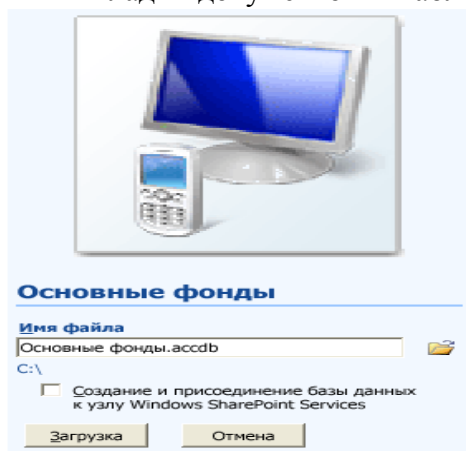 Основные фонды
Имя файла
Основные фонды.accdb
C:\
Создание и присоединение базы данных
к узлу Windows SharePoint Services
Загрузка Отмена